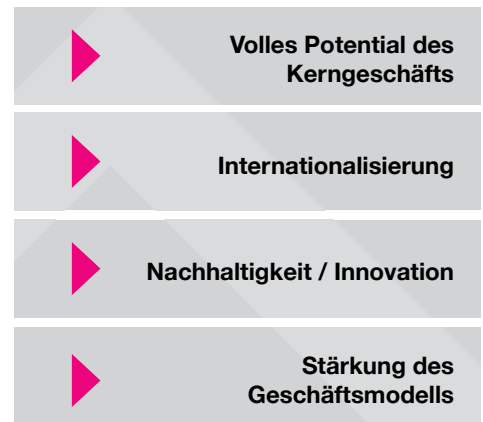 Volles Potential des
Kerngeschäfts
Internationalisierung
Nachhaltigkeit / Innovation
Stärkung des
Geschäftsmodells